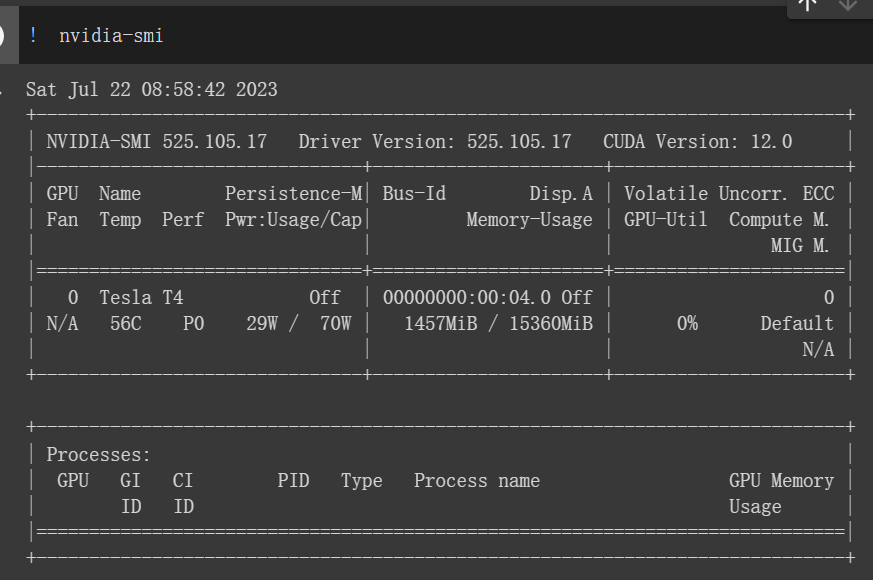 ! nvidia-smi
Sat Jul 22 08:58:42 2023
+-----------------------------------------------------------------------------+
| NVIDIA-SMI 525.105.17   Driver Version: 525.105.17   CUDA Version: 12.0     |
|-------------------------------+----------------------+----------------------+
| GPU  Name        Persistence-M| Bus-Id        Disp.A | Volatile Uncorr. ECC |
| Fan  Temp  Perf  Pwr:Usage/Cap|         Memory-Usage | GPU-Util  Compute M. |
|                               |                      |               MIG M. |
|===============================+======================+======================|
|   0  Tesla T4            Off  | 00000000:00:04.0 Off |                    0 |
| N/A   56C    P0    29W /  70W |   1457MiB / 15360MiB |      0%      Default |
|                               |                      |                  N/A |
+-------------------------------+----------------------+----------------------+
+-----------------------------------------------------------------------------+
| Processes:                                                                  |
|  GPU   GI   CI        PID   Type   Process name                  GPU Memory |
|        ID   ID                                                   Usage      |
|=============================================================================|
+-----------------------------------------------------------------------------+